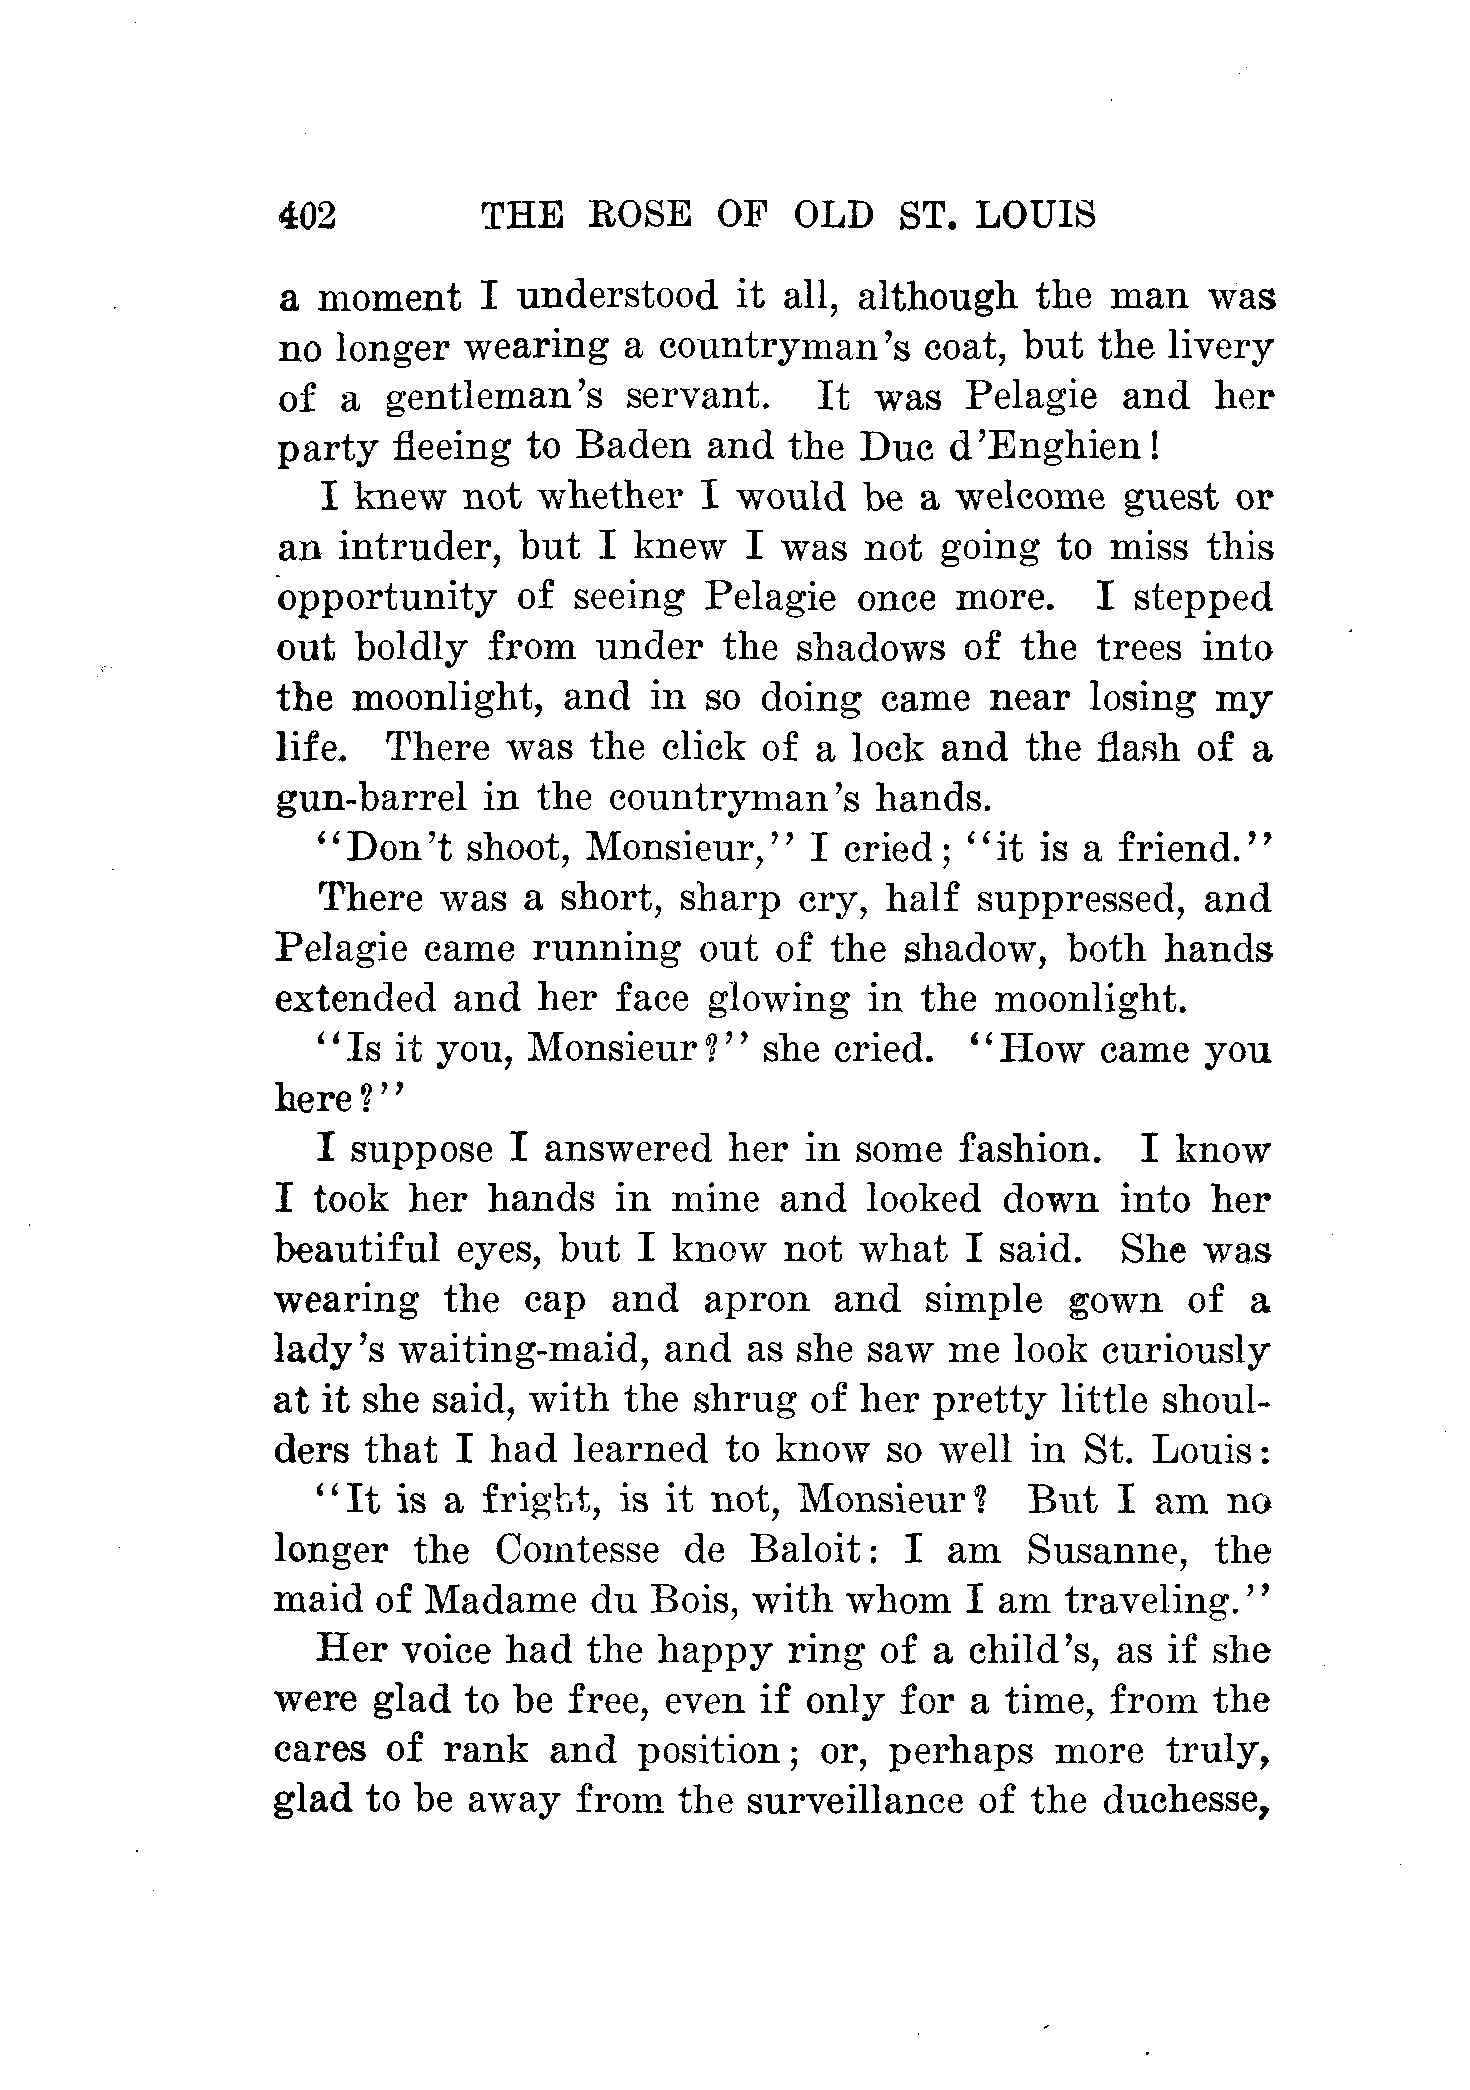 402 THE ROSE OF OLD ST. LOUIS
a moment I understood it all, although the man was
no longer wearing a countryman's coat, but the livery
of a gentleman's servant. It was Pelagie and her
party fleeing to Baden and the Duc d'Enghien!
I knew not whether I would be a welcome guest or
an intruder, but I knew I was not going to miss this
opportunity of seeing Pelagie once more. I stepped
out boldly from under the shadows of the trees into
the moonlight, and in so doing came near losing my
life. There was the click of a lock and the flash of a
gun-barrel in the countryman's hands.
"Don't shoot, Monsieur," I cried; "it is a friend."
There was a short, sharp cry, half suppressed, and
Pelagie came running out of the shadow, both hands
extended and her face glowing in the moonlight.
"Is it you, Monsieur?" she cried. "How came you
here?"
I suppose I answered her in some fashion. I know
I took her hands in mine and looked down into her
beautiful eyes, but I know not what I said. She was
wearing the cap and apron and simple gown of a
lady's waiting-maid, and as she saw me look curiously
at it she said, with the shrug of her pretty little shoul-
ders that I had learned to know so well in St. Louis:
"It is a fright, is it not, Monsieur? But I am no
longer the Comtesse de Baloit: I am Susanne, the
maid of Madame du Bois, with whom I am traveling."
Her voice had the happy ring of a child's, as if she
were glad to be free, even if only for a time, from the
cares of rank and position; or, perhaps more truly,
glad to be away from the surveillance of the duchesse,